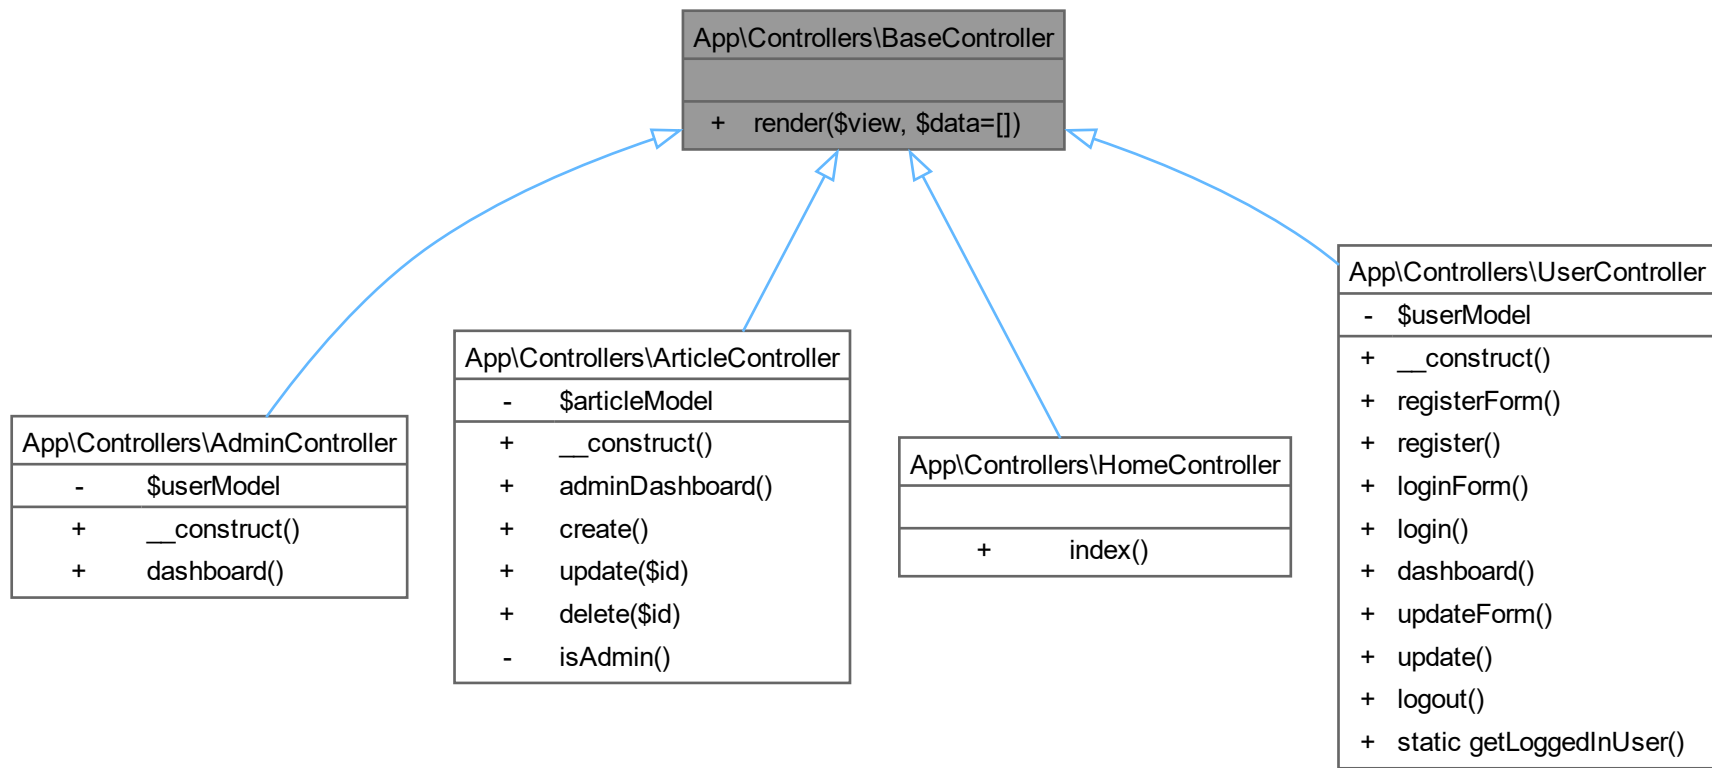 App\Controllers\BaseController
+ render($view, $data=[])
App\Controllers\AdminController
- $userModel
+ __construct()
+ dashboard()
App\Controllers\ArticleController
- $articleModel
+ __construct()
+ adminDashboard()
+ create()
+ update($id)
+ delete($id)
- isAdmin()
App\Controllers\HomeController
+ index()
App\Controllers\UserController
- $userModel
+ __construct()
+ registerForm()
+ register()
+ loginForm()
+ login()
+ dashboard()
+ updateForm()
+ update()
+ logout()
+ static getLoggedInUser()